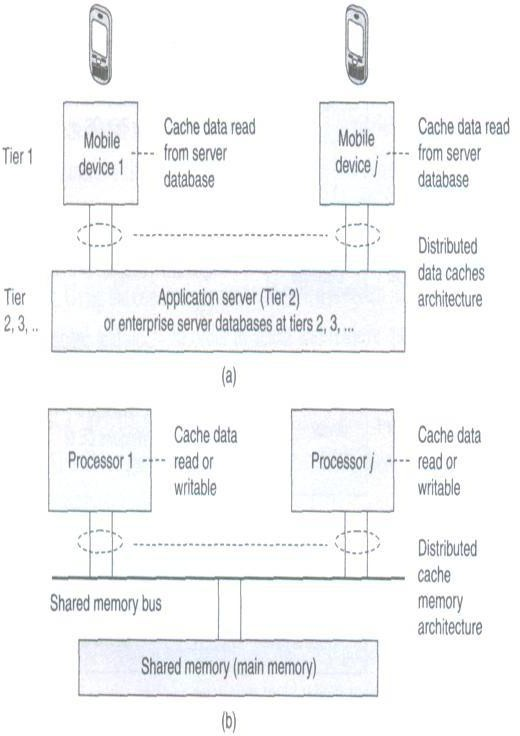 Tier 1
Mobile
device 1
Cache data read
from server
database
Mobile
device j
Cache data read
from server
database
Distributed
data caches
architecture
Tier
2, 3, ..
Application server (Tier 2)
or enterprise server databases at tiers 2, 3, ...
(a)
Processor 1
Cache data
read or
writable
Processor j
Cache data
read or
writable
Distributed
cache
memory
architecture
Shared memory bus
Shared memory (main memory)
(b)